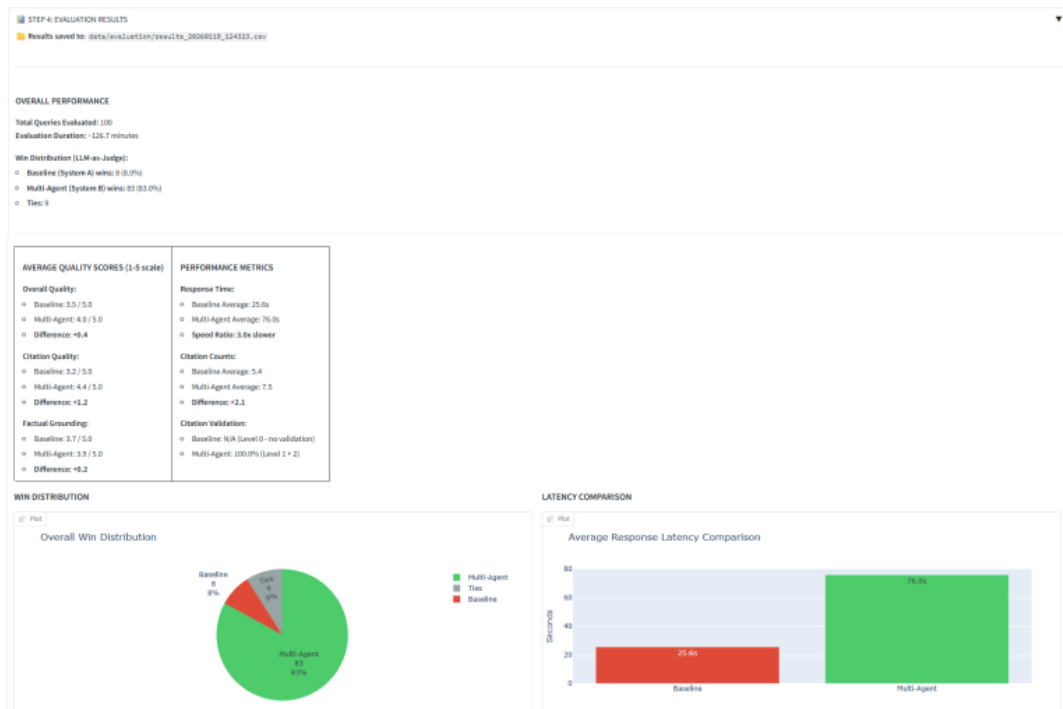 STEP 4: EVALUATION RESULTS
Results saved to: data/evaluation/results_20260118_124323.csv
OVERALL PERFORMANCE
Total Queries Evaluated: 100
Evaluation Duration: ~126.7 minutes
Win Distribution (LLM-as-Judge):
Baseline (System A) wins: 8 (8.0%)
Multi-Agent (System B) wins: 83 (83.0%)
Ties: 9
AVERAGE QUALITY SCORES (1-5 scale)
Overall Quality:
Baseline: 3.5 / 5.0
Multi-Agent: 4.0 / 5.0
Difference: +0.4
Citation Quality:
Baseline: 3.2 / 5.0
Multi-Agent: 4.4 / 5.0
Difference: +1.2
Factual Grounding:
Baseline: 3.7 / 5.0
Multi-Agent: 3.9 / 5.0
Difference: +0.2
PERFORMANCE METRICS
Response Time:
Baseline Average: 25.6s
Multi-Agent Average: 76.0s
Speed Ratio: 3.0x slower
Citation Counts:
Baseline Average: 5.4
Multi-Agent Average: 7.5
Difference: +2.1
Citation Validation:
Baseline: N/A (Level 0 - no validation)
Multi-Agent: 100.0% (Level 1 + 2)
WIN DISTRIBUTION
Plot
Overall Win Distribution
Baseline
8
8%
Ties
9
9%
Multi-Agent
83
83%
Multi-Agent
Ties
Baseline
LATENCY COMPARISON
Plot
Average Response Latency Comparison
Seconds
80
60
40
20
0
25.6s
76.0s
Baseline
Multi-Agent